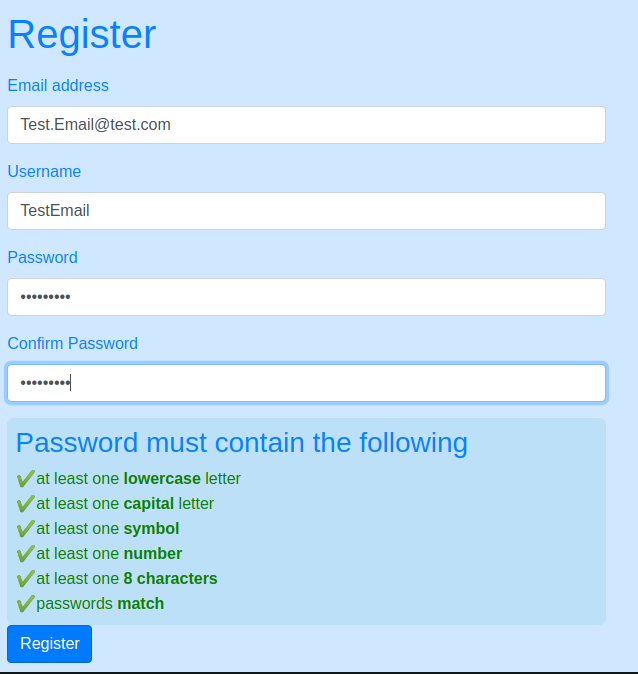 Register
Email address
Test.Email@test.com
Username
TestEmail
Password
•••••••••
Confirm Password
•••••••••
Password must contain the following
✔at least one lowercase letter
✔at least one capital letter
✔at least one symbol
✔at least one number
✔at least one 8 characters
✔passwords match
Register